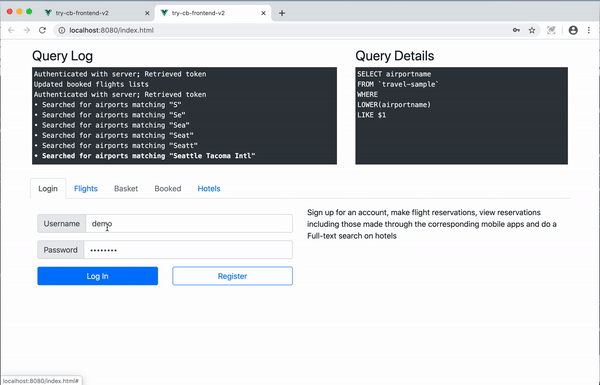 try-cb-frontend-v2
try-cb-frontend-v2
localhost:8080/index.html
Query Log
Authenticated with server; Retrieved token
Updated booked flights lists
Authenticated with server; Retrieved token
• Searched for airports matching "S"
• Searched for airports matching "Se"
• Searched for airports matching "Sea"
• Searched for airports matching "Seat"
• Searched for airports matching "Seatt"
• Searched for airports matching "Seattle Tacoma Intl"
Query Details
SELECT airportname
FROM `travel-sample`
WHERE
LOWER(airportname)
LIKE $1
Login Flights Basket Booked Hotels
Username demo
Password ••••••••
Log In Register
Sign up for an account, make flight reservations, view reservations
including those made through the corresponding mobile apps and do a
Full-text search on hotels
localhost:8080/index.html#